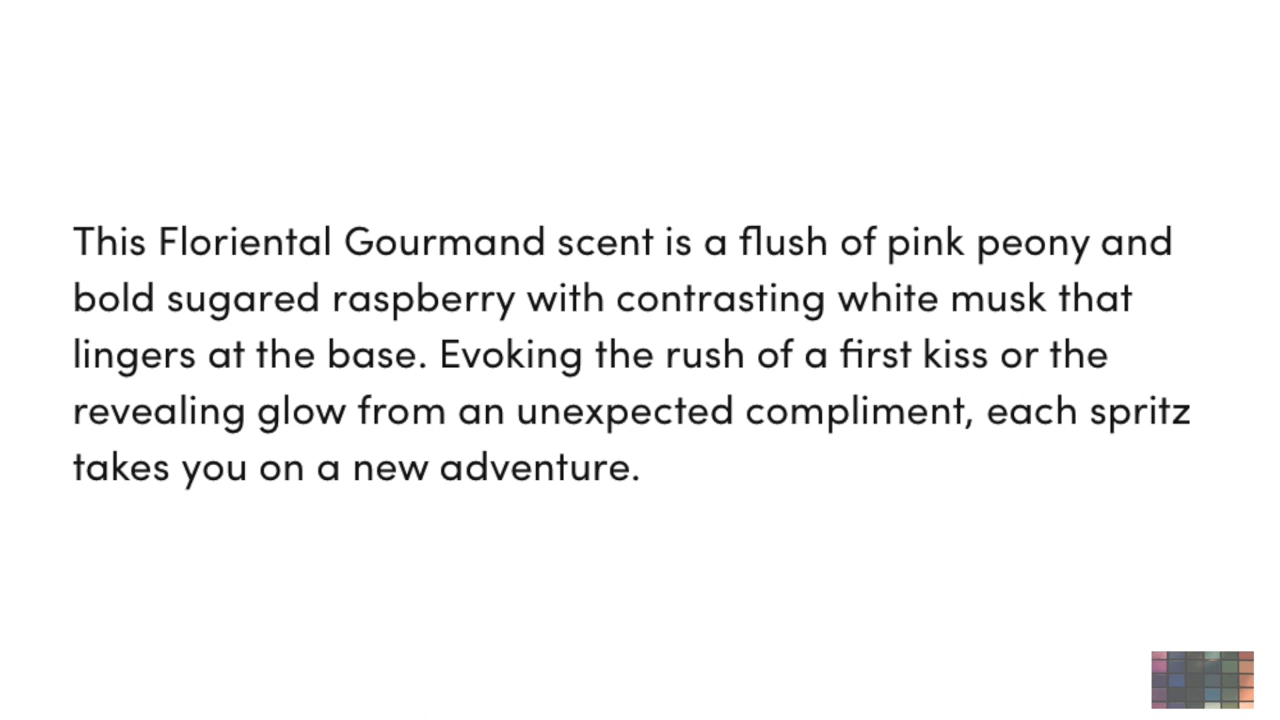 This Floriental Gourmand scent is a flush of pink peony and
bold sugared raspberry with contrasting white musk that
lingers at the base. Evoking the rush of a first kiss or the
revealing glow from an unexpected compliment, each spritz
takes you on a new adventure.